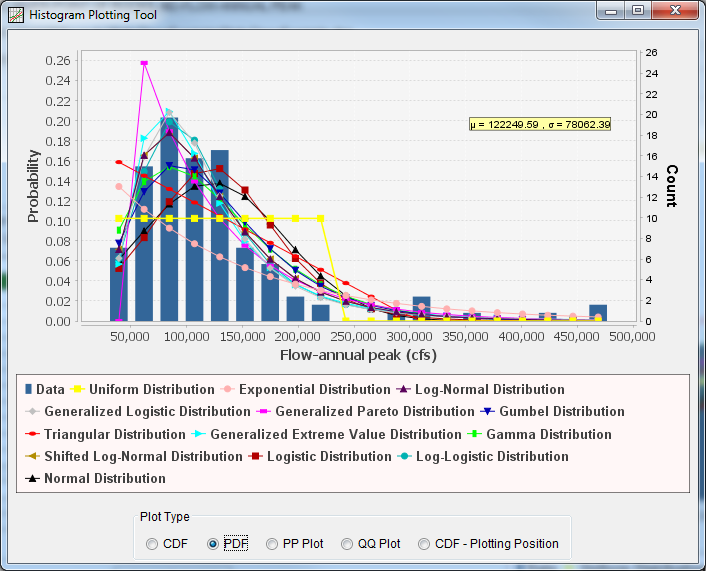 Histogram Plotting Tool
0.26
0.24
0.22
0.20
0.18
0.16
0.14
0.12
0.10
0.08
0.06
0.04
0.02
0.00
Probability
26
24
22
20
18
16
14
12
10
8
6
4
2
0
Count
μ = 122249.59 , σ = 78062.39
50,000 100,000 150,000 200,000 250,000 300,000 350,000 400,000 450,000 500,000
Flow-annual peak (cfs)
Data Uniform Distribution Exponential Distribution Log-Normal Distribution
Generalized Logistic Distribution Generalized Pareto Distribution Gumbel Distribution
Triangular Distribution Generalized Extreme Value Distribution Gamma Distribution
Shifted Log-Normal Distribution Logistic Distribution Log-Logistic Distribution
Normal Distribution
Plot Type
CDF PDF PP Plot QQ Plot CDF - Plotting Position